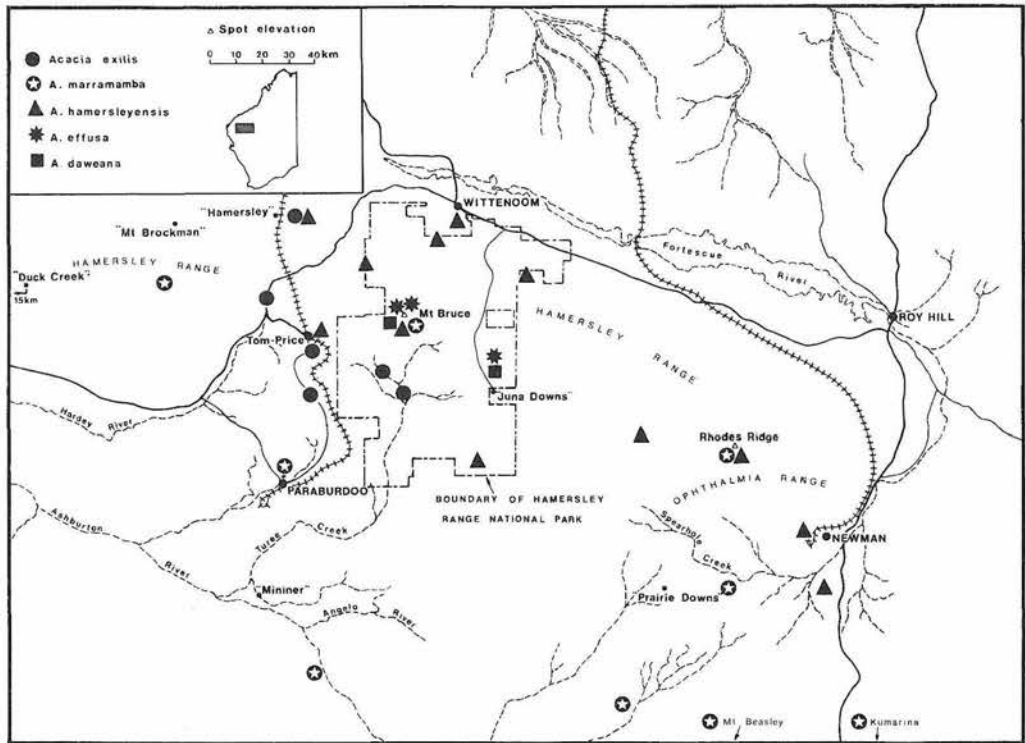 Spot elevation
0 10 20 30 40km
Acacia exilis
A. marramamba
A. hamersleyensis
A. effusa
A. daweana
WITTENOOM
"Hamersley"
"Mt Brockman"
HAMERSLEY RANGE
"Duck Creek"
15km
Fortescue
River
Mt Bruce
HAMERSLEY
RANGE
ROY HILL
Tom-Price
"Juna Downs"
Hardey
River
Rhodes Ridge
PARABURDOO
BOUNDARY OF HAMERSLEY
RANGE NATIONAL PARK
OPHTHALMIA RANGE
Ashburton
River
Turee Creek
Spearhole
Creek
NEWMAN
"Mininer"
"Prairie Downs"
Angelo
River
Mt. Beasley
Kumarina